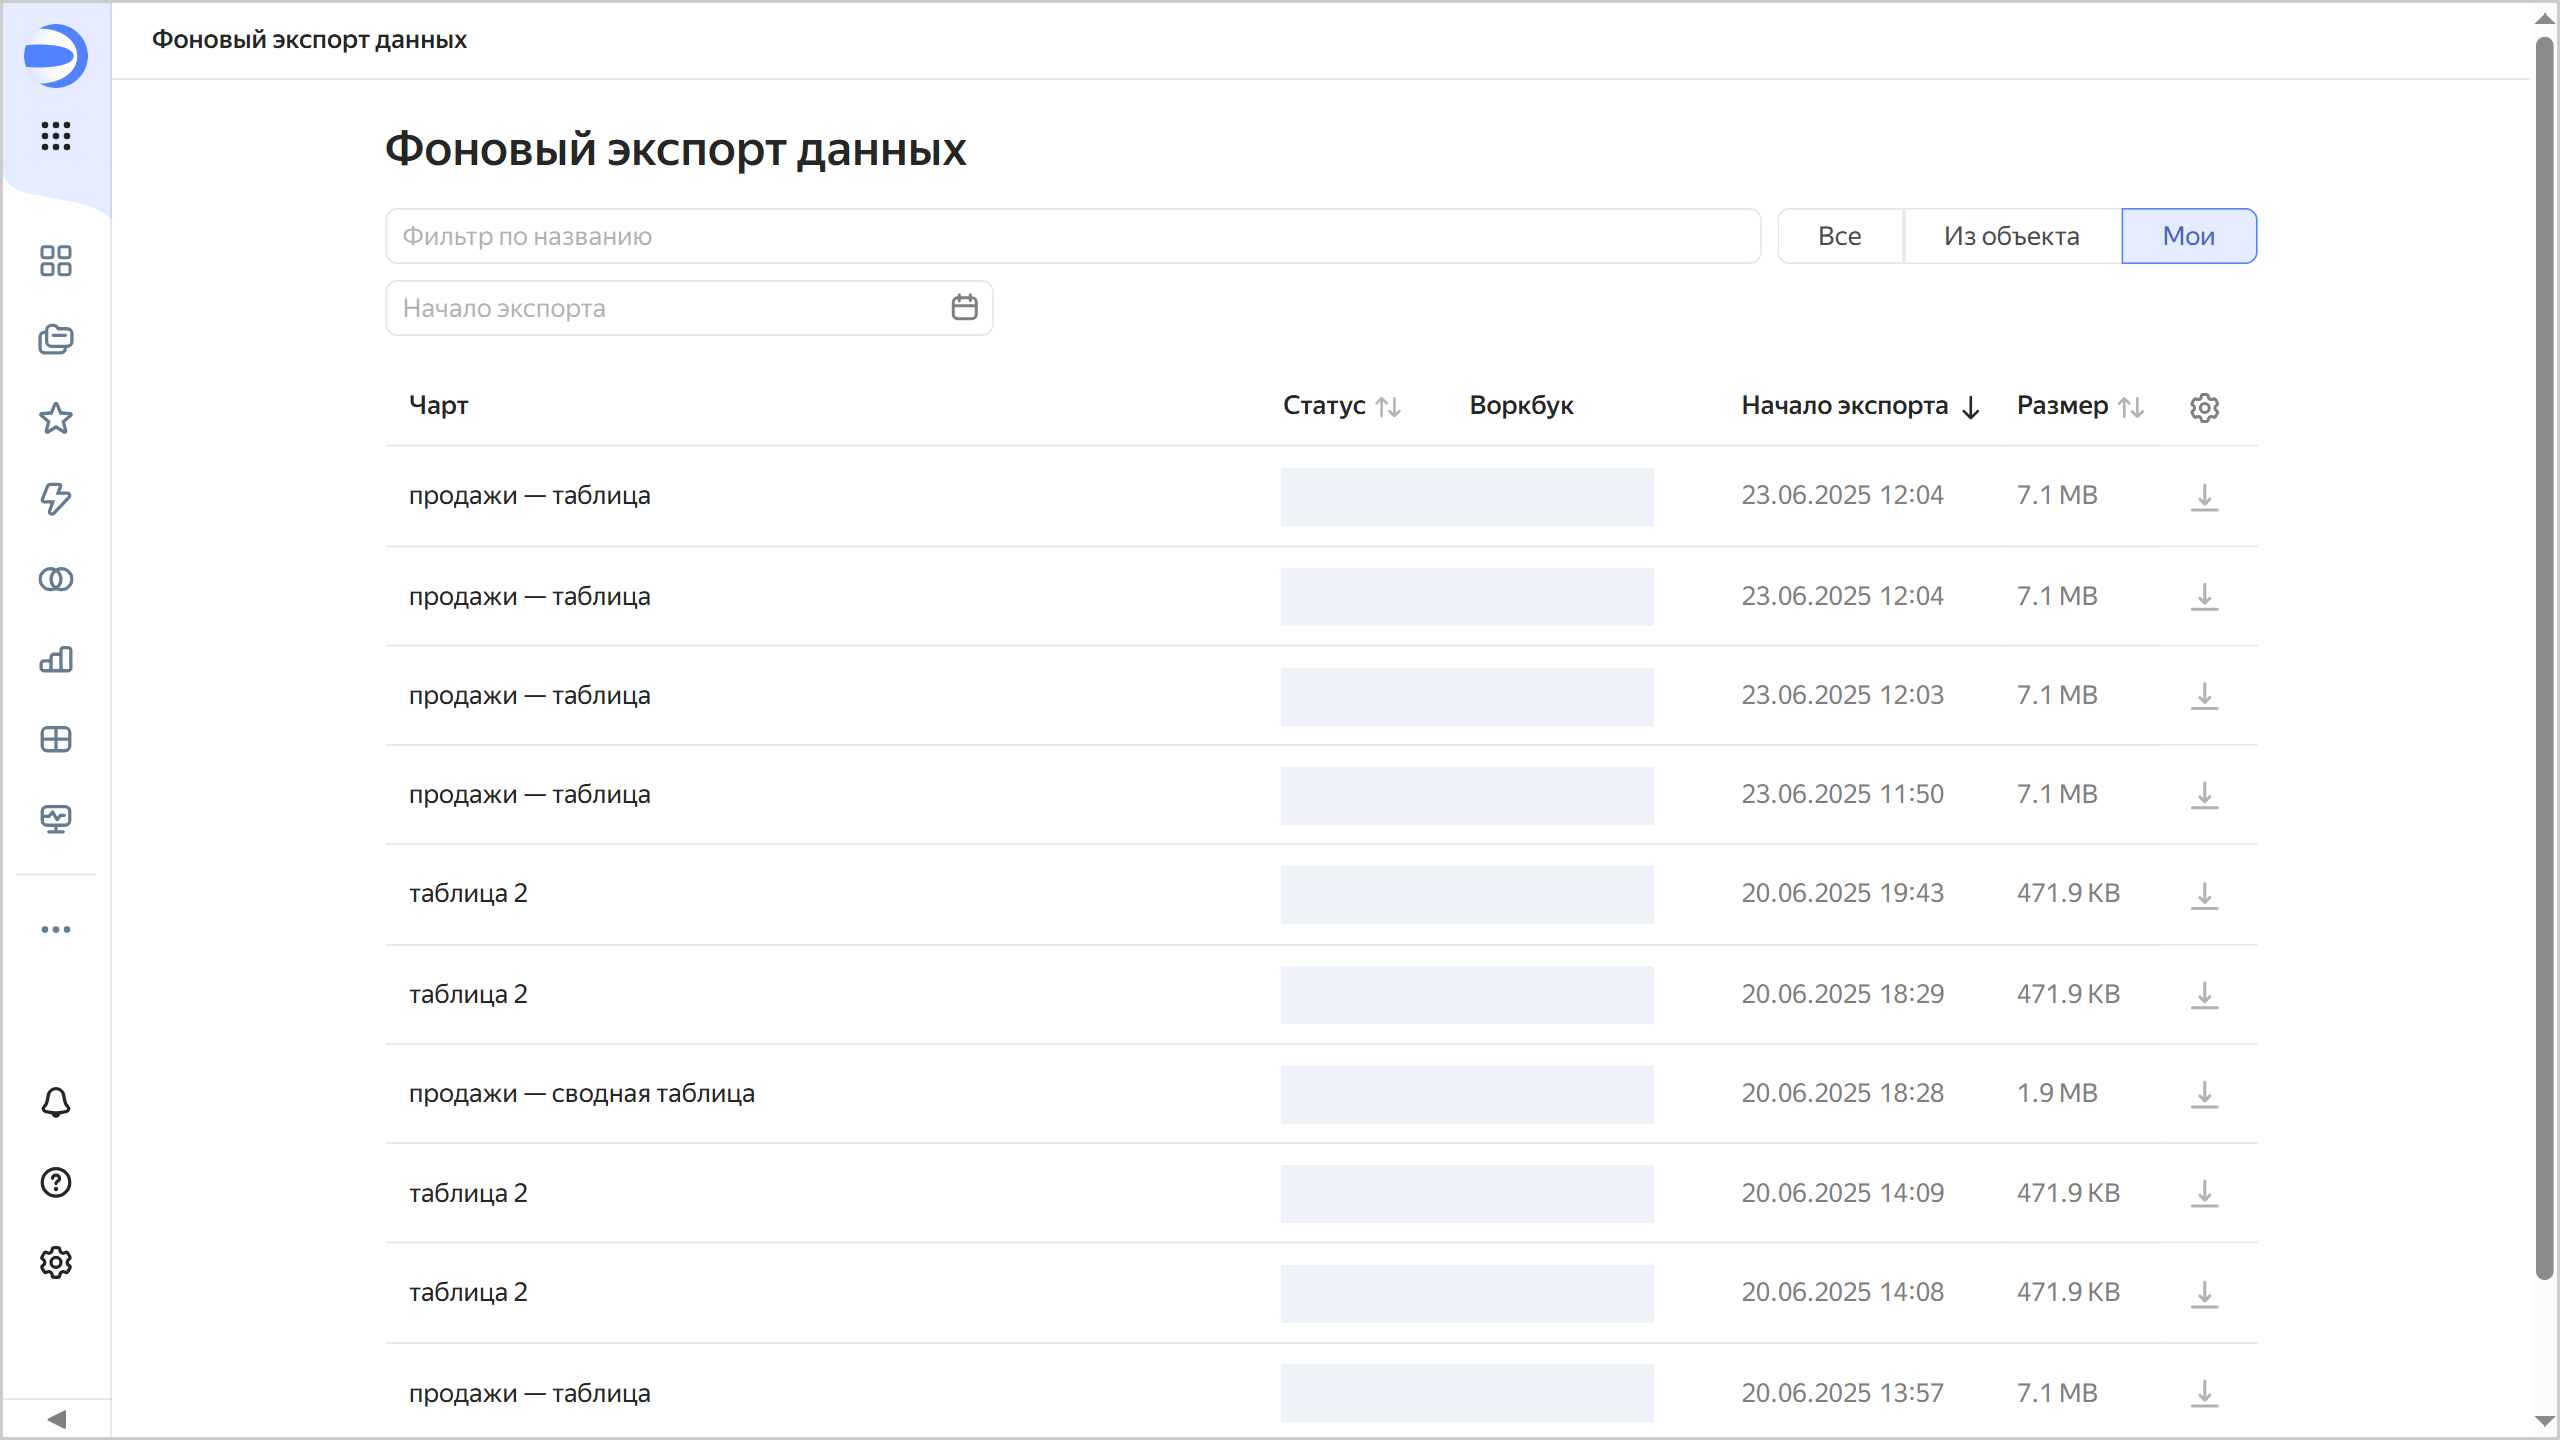 Фоновый экспорт данных
Фоновый экспорт данных
Фильтр по названию Все Из объекта Мои
Начало экспорта
Чарт Статус Воркбук Начало экспорта Размер
продажи — таблица 23.06.2025 12:04 7.1 MB
продажи — таблица 23.06.2025 12:04 7.1 MB
продажи — таблица 23.06.2025 12:03 7.1 MB
продажи — таблица 23.06.2025 11:50 7.1 MB
таблица 2 20.06.2025 19:43 471.9 KB
таблица 2 20.06.2025 18:29 471.9 KB
продажи — сводная таблица 20.06.2025 18:28 1.9 MB
таблица 2 20.06.2025 14:09 471.9 KB
таблица 2 20.06.2025 14:08 471.9 KB
продажи — таблица 20.06.2025 13:57 7.1 MB